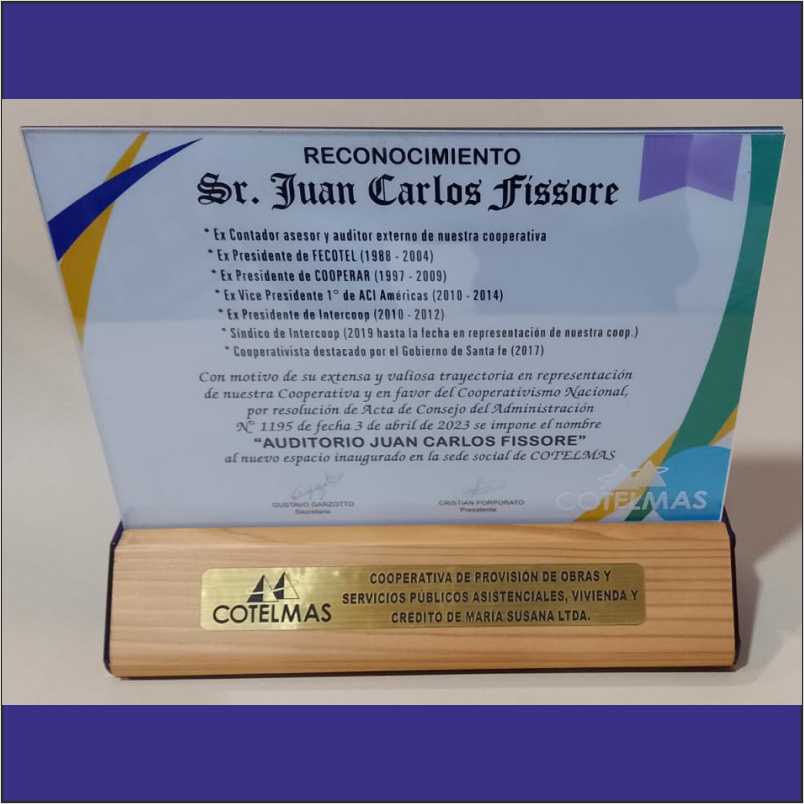 RECONOCIMIENTO
Sr. Juan Carlos Fissore
* Ex Contador asesor y auditor externo de nuestra cooperativa
* Ex Presidente de FECOTEL (1988 - 2004)
* Ex Presidente de COOPERAR (1997 - 2009)
* Ex Vice Presidente 1° de ACI Américas (2010 - 2014)
* Ex Presidente de Intercoop (2010 - 2012)
* Síndico de Intercoop (2019 hasta la fecha en representación de nuestra coop.)
* Cooperativista destacado por el Gobierno de Santa fe (2017)
Con motivo de su extensa y valiosa trayectoria en representación
de nuestra Cooperativa y en favor del Cooperativismo Nacional,
por resolución de Acta de Consejo del Administración
N° 1195 de fecha 3 de abril de 2023 se impone el nombre
“AUDITORIO JUAN CARLOS FISSORE”
al nuevo espacio inaugurado en la sede social de COTELMAS
GUSTAVO GARZOTTO
Secretario
CRISTIAN PORPORATO
Presidente
COTELMAS
COTELMAS
COOPERATIVA DE PROVISIÓN DE OBRAS Y
SERVICIOS PÚBLICOS ASISTENCIALES, VIVIENDA Y
CRÉDITO DE MARÍA SUSANA LTDA.